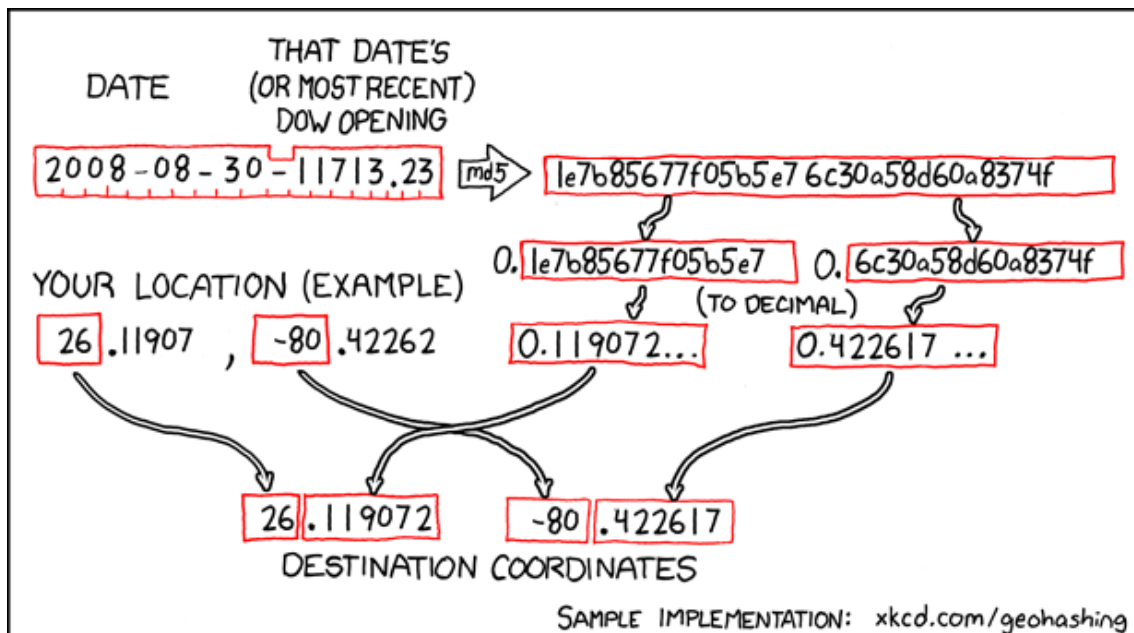 DATE
THAT DATE'S
(OR MOST RECENT)
DOW OPENING
2008-08-30-11713.23
md5
1e7b85677f05b5e76c30a58d60a8374f
0.1e7b85677f05b5e7
0.6c30a58d60a8374f
YOUR LOCATION (EXAMPLE)
(TO DECIMAL)
26.11907, -80.42262
0.119072...
0.422617...
26.119072
-80.422617
DESTINATION COORDINATES
SAMPLE IMPLEMENTATION: xkcd.com/geohashing